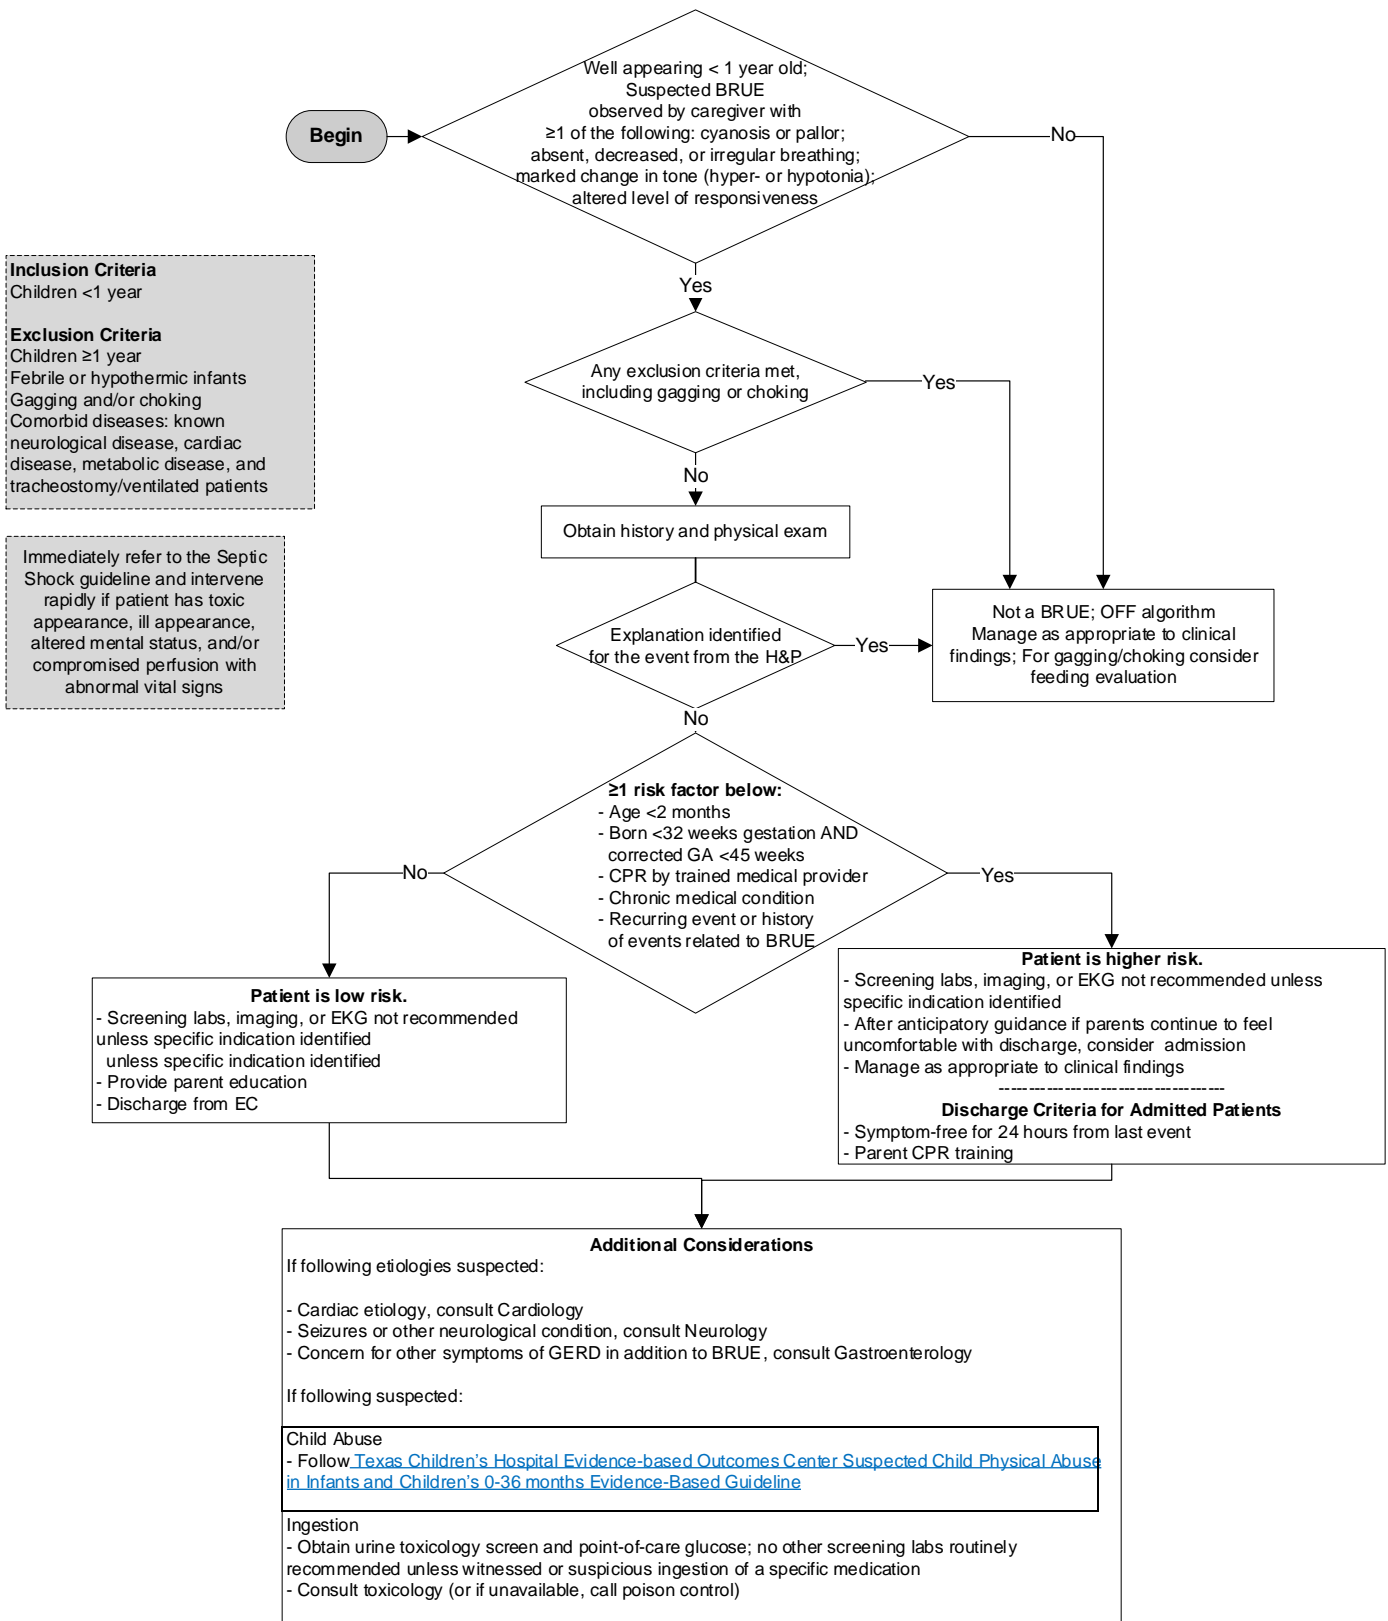 Well appearing < 1 year old;
Suspected BRUE
observed by caregiver with
≥1 of the following: cyanosis or pallor;
absent, decreased, or irregular breathing;
marked change in tone (hyper- or hypotonia);
altered level of responsiveness
Begin
No
Yes
Inclusion Criteria
Children <1 year
Exclusion Criteria
Children ≥1 year
Febrile or hypothermic infants
Gagging and/or choking
Comorbid diseases: known
neurological disease, cardiac
disease, metabolic disease, and
tracheostomy/ventilated patients
Any exclusion criteria met,
including gagging or choking
Yes
No
Obtain history and physical exam
Immediately refer to the Septic
Shock guideline and intervene
rapidly if patient has toxic
appearance, ill appearance,
altered mental status, and/or
compromised perfusion with
abnormal vital signs
Explanation identified
for the event from the H&P
Yes
Not a BRUE; OFF algorithm
Manage as appropriate to clinical
findings; For gagging/choking consider
feeding evaluation
No
≥1 risk factor below:
- Age <2 months
- Born <32 weeks gestation AND
corrected GA <45 weeks
- CPR by trained medical provider
- Chronic medical condition
- Recurring event or history
of events related to BRUE
No
Yes
Patient is low risk.
- Screening labs, imaging, or EKG not recommended
unless specific indication identified
unless specific indication identified
- Provide parent education
- Discharge from EC
Patient is higher risk.
- Screening labs, imaging, or EKG not recommended unless
specific indication identified
- After anticipatory guidance if parents continue to feel
uncomfortable with discharge, consider admission
- Manage as appropriate to clinical findings
--------------------------------------
Discharge Criteria for Admitted Patients
- Symptom-free for 24 hours from last event
- Parent CPR training
Additional Considerations
If following etiologies suspected:
- Cardiac etiology, consult Cardiology
- Seizures or other neurological condition, consult Neurology
- Concern for other symptoms of GERD in addition to BRUE, consult Gastroenterology
If following suspected:
Child Abuse
- Follow Texas Children's Hospital Evidence-based Outcomes Center Suspected Child Physical Abuse
in Infants and Children's 0-36 months Evidence-Based Guideline
Ingestion
- Obtain urine toxicology screen and point-of-care glucose; no other screening labs routinely
recommended unless witnessed or suspicious ingestion of a specific medication
- Consult toxicology (or if unavailable, call poison control)